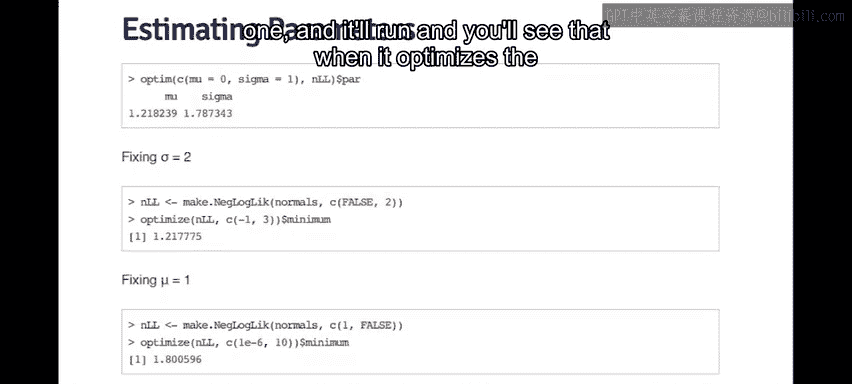 Estimating Parameters
one, and it'll run and you'll see that
when it optimizes the
> optim(c(mu = 0, sigma = 1), nLL)$par
mu sigma
1.218239 1.787343
Fixing σ = 2
> nLL <- make.NegLogLik(normals, c(FALSE, 2))
> optimize(nLL, c(-1, 3))$minimum
[1] 1.217775
Fixing μ = 1
> nLL <- make.NegLogLik(normals, c(1, FALSE))
> optimize(nLL, c(1e-6, 10))$minimum
[1] 1.800596